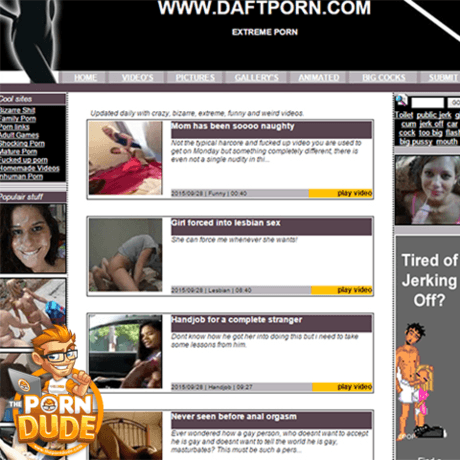 WWW.DAFTPORN.COM
EXTREME PORN
HOME VIDEO'S PICTURES GALLERY'S ANIMATED BIG COCKS SUBMIT
Cool sites
Bizarre Shit
Family Porn
Porn links
Adult Games
Shocking Porn
Mature Porn
Fucked up porn
Homemade Videos
Inhuman Porn
Populair stuff
Updated daily with crazy, bizarre, extreme, funny and weird videos.
Mom has been soooo naughty
Not the typical harcore and fucked up video you are used to
get on Monday but something completely different, there is
even not a single nudity in thi...
2015/09/28 | Funny | 00:40 play video
Girl forced into lesbian sex
She can force me whenever she wants!
2015/09/28 | Lesbian | 08:40 play video
Handjob for a complete stranger
Dont know how he got her into doing this but i need to take
some lessons from him.
2015/09/28 | Handjob | 09:27 play video
Never seen before anal orgasm
Ever wondered how a gay person, who doesnt want to accept
he is gay and doesnt want to tell the world he is gay,
masturbates? This must be such a pers...
GO
Toilet public jerk g
cum jerk off car
cock too big flash
big pussy mouth
Tired of
Jerking
Off?
THE
PORN
DUDE